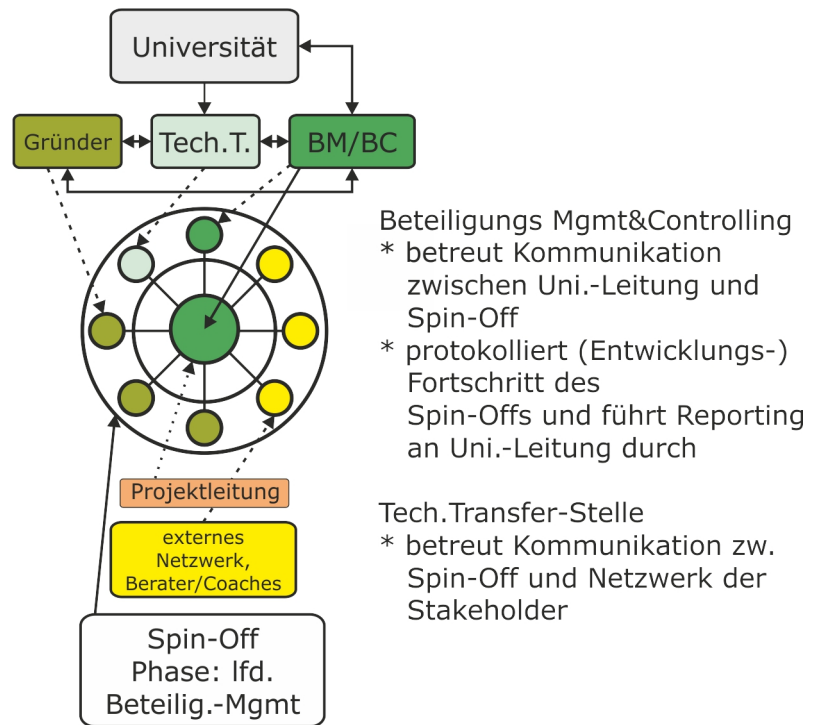 Universität
Gründer
Tech.T.
BM/BC
Beteiligungs Mgmt&Controlling
* betreut Kommunikation
zwischen Uni.-Leitung und
Spin-Off
* protokolliert (Entwicklungs-)
Fortschritt des
Spin-Offs und führt Reporting
an Uni.-Leitung durch
Tech.Transfer-Stelle
* betreut Kommunikation zw.
Spin-Off und Netzwerk der
Stakeholder
Projektleitung
externes
Netzwerk,
Berater/Coaches
Spin-Off
Phase: lfd.
Beteilig.-Mgmt